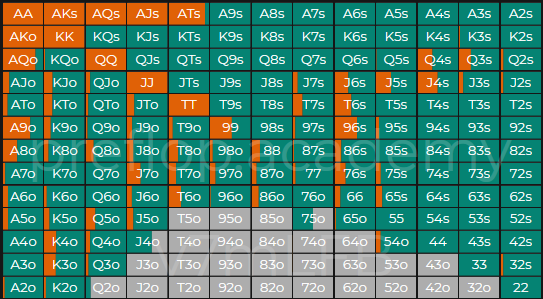 AA AKs AQs AJs ATs A9s A8s A7s A6s A5s A4s A3s A2s
AKo KK KQs KJs KTs K9s K8s K7s K6s K5s K4s K3s K2s
AQo KQo QQ QJs QTs Q9s Q8s Q7s Q6s Q5s Q4s Q3s Q2s
AJo KJo QJo JJ JTs J9s J8s J7s J6s J5s J4s J3s J2s
ATo KTo QTo JTo TT T9s T8s T7s T6s T5s T4s T3s T2s
A9o K9o Q9o J9o T9o 99 98s 97s 96s 95s 94s 93s 92s
A8o K8o Q8o J8o T8o 98o 88 87s 86s 85s 84s 83s 82s
A7o K7o Q7o J7o T7o 97o 87o 77 76s 75s 74s 73s 72s
A6o K6o Q6o J6o T6o 96o 86o 76o 66 65s 64s 63s 62s
A5o K5o Q5o J5o T5o 95o 85o 75o 65o 55 54s 53s 52s
A4o K4o Q4o J4o T4o 94o 84o 74o 64o 54o 44 43s 42s
A3o K3o Q3o J3o T3o 93o 83o 73o 63o 53o 43o 33 32s
A2o K2o Q2o J2o T2o 92o 82o 72o 62o 52o 42o 32o 22
preflop.academy